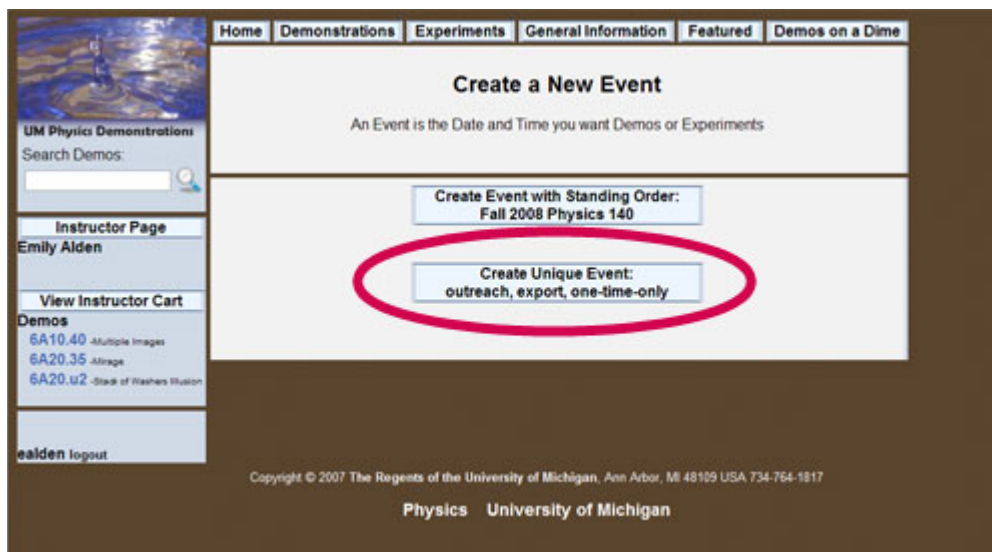 Home Demonstrations Experiments General Information Featured Demos on a Dime
UM Physics Demonstrations
Search Demos:
Instructor Page
Emily Alden
View Instructor Cart
Demos
6A10.40 -Multiple Images
6A20.35 -Mirage
6A20.u2 -Stack of Washers Illusion
ealden logout
Create a New Event
An Event is the Date and Time you want Demos or Experiments
Create Event with Standing Order:
Fall 2008 Physics 140
Create Unique Event:
outreach, export, one-time-only
Copyright © 2007 The Regents of the University of Michigan, Ann Arbor, MI 48109 USA 734-764-1817
Physics University of Michigan